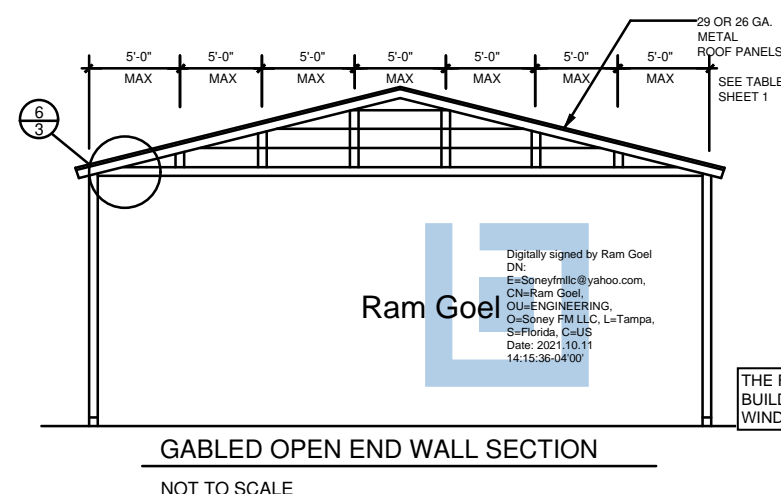 29 OR 26 GA.
METAL
ROOF PANELS
SEE TABLE
SHEET 1
5'-0" 5'-0" 5'-0" 5'-0" 5'-0" 5'-0" 5'-0"
MAX MAX MAX MAX MAX MAX MAX
6
3
Ram Goel
Digitally signed by Ram Goel
DN:
E=Soneyfmllc@yahoo.com,
CN=Ram Goel,
OU=ENGINEERING,
O=Soney FM LLC, L=Tampa,
S=Florida, C=US
Date: 2021.10.11
14:15:36-04'00'
THE
BUILD
WIND
GABLED OPEN END WALL SECTION
NOT TO SCALE